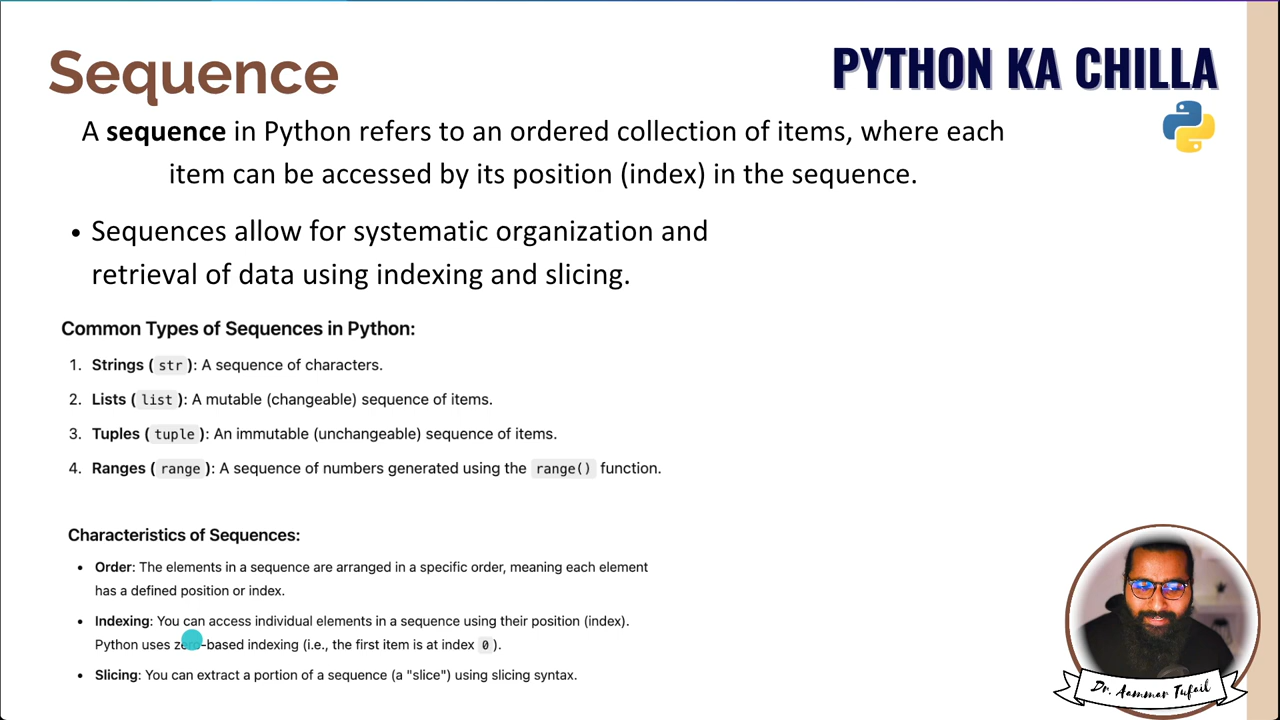 Sequence
PYTHON KA CHILLA
A sequence in Python refers to an ordered collection of items, where each
item can be accessed by its position (index) in the sequence.
• Sequences allow for systematic organization and
retrieval of data using indexing and slicing.
Common Types of Sequences in Python:
1. Strings ( str ): A sequence of characters.
2. Lists ( list ): A mutable (changeable) sequence of items.
3. Tuples ( tuple ): An immutable (unchangeable) sequence of items.
4. Ranges ( range ): A sequence of numbers generated using the range() function.
Characteristics of Sequences:
• Order: The elements in a sequence are arranged in a specific order, meaning each element
has a defined position or index.
• Indexing: You can access individual elements in a sequence using their position (index).
Python uses zero-based indexing (i.e., the first item is at index 0 ).
• Slicing: You can extract a portion of a sequence (a "slice") using slicing syntax.
Dr. Aammar Tufail